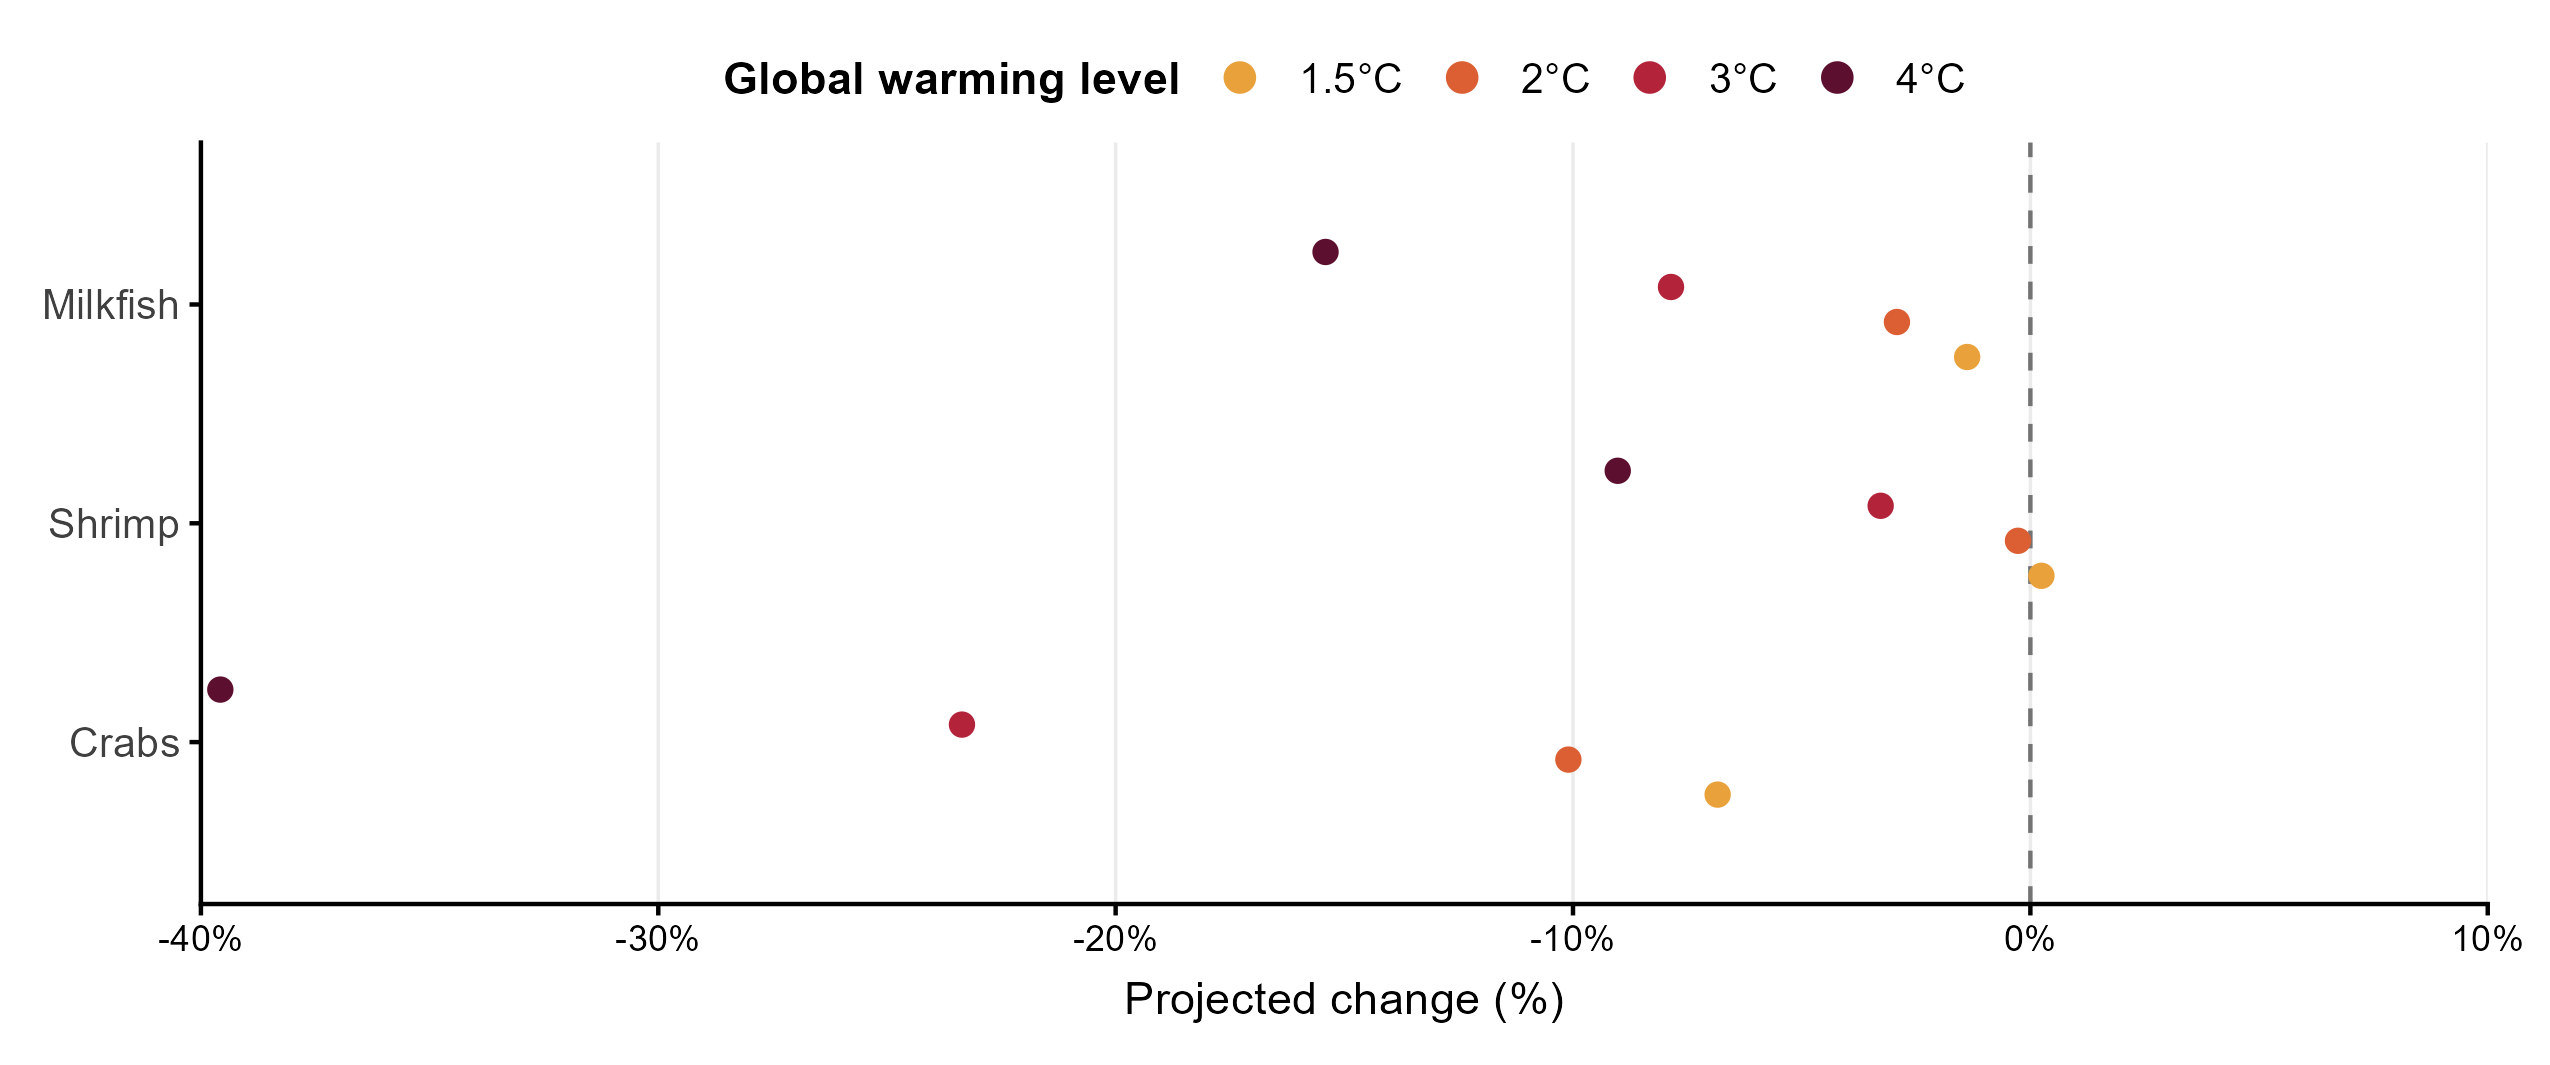 Global warming level 1.5°C 2°C 3°C 4°C
Milkfish
Shrimp
Crabs
-40% -30% -20% -10% 0% 10%
Projected change (%)